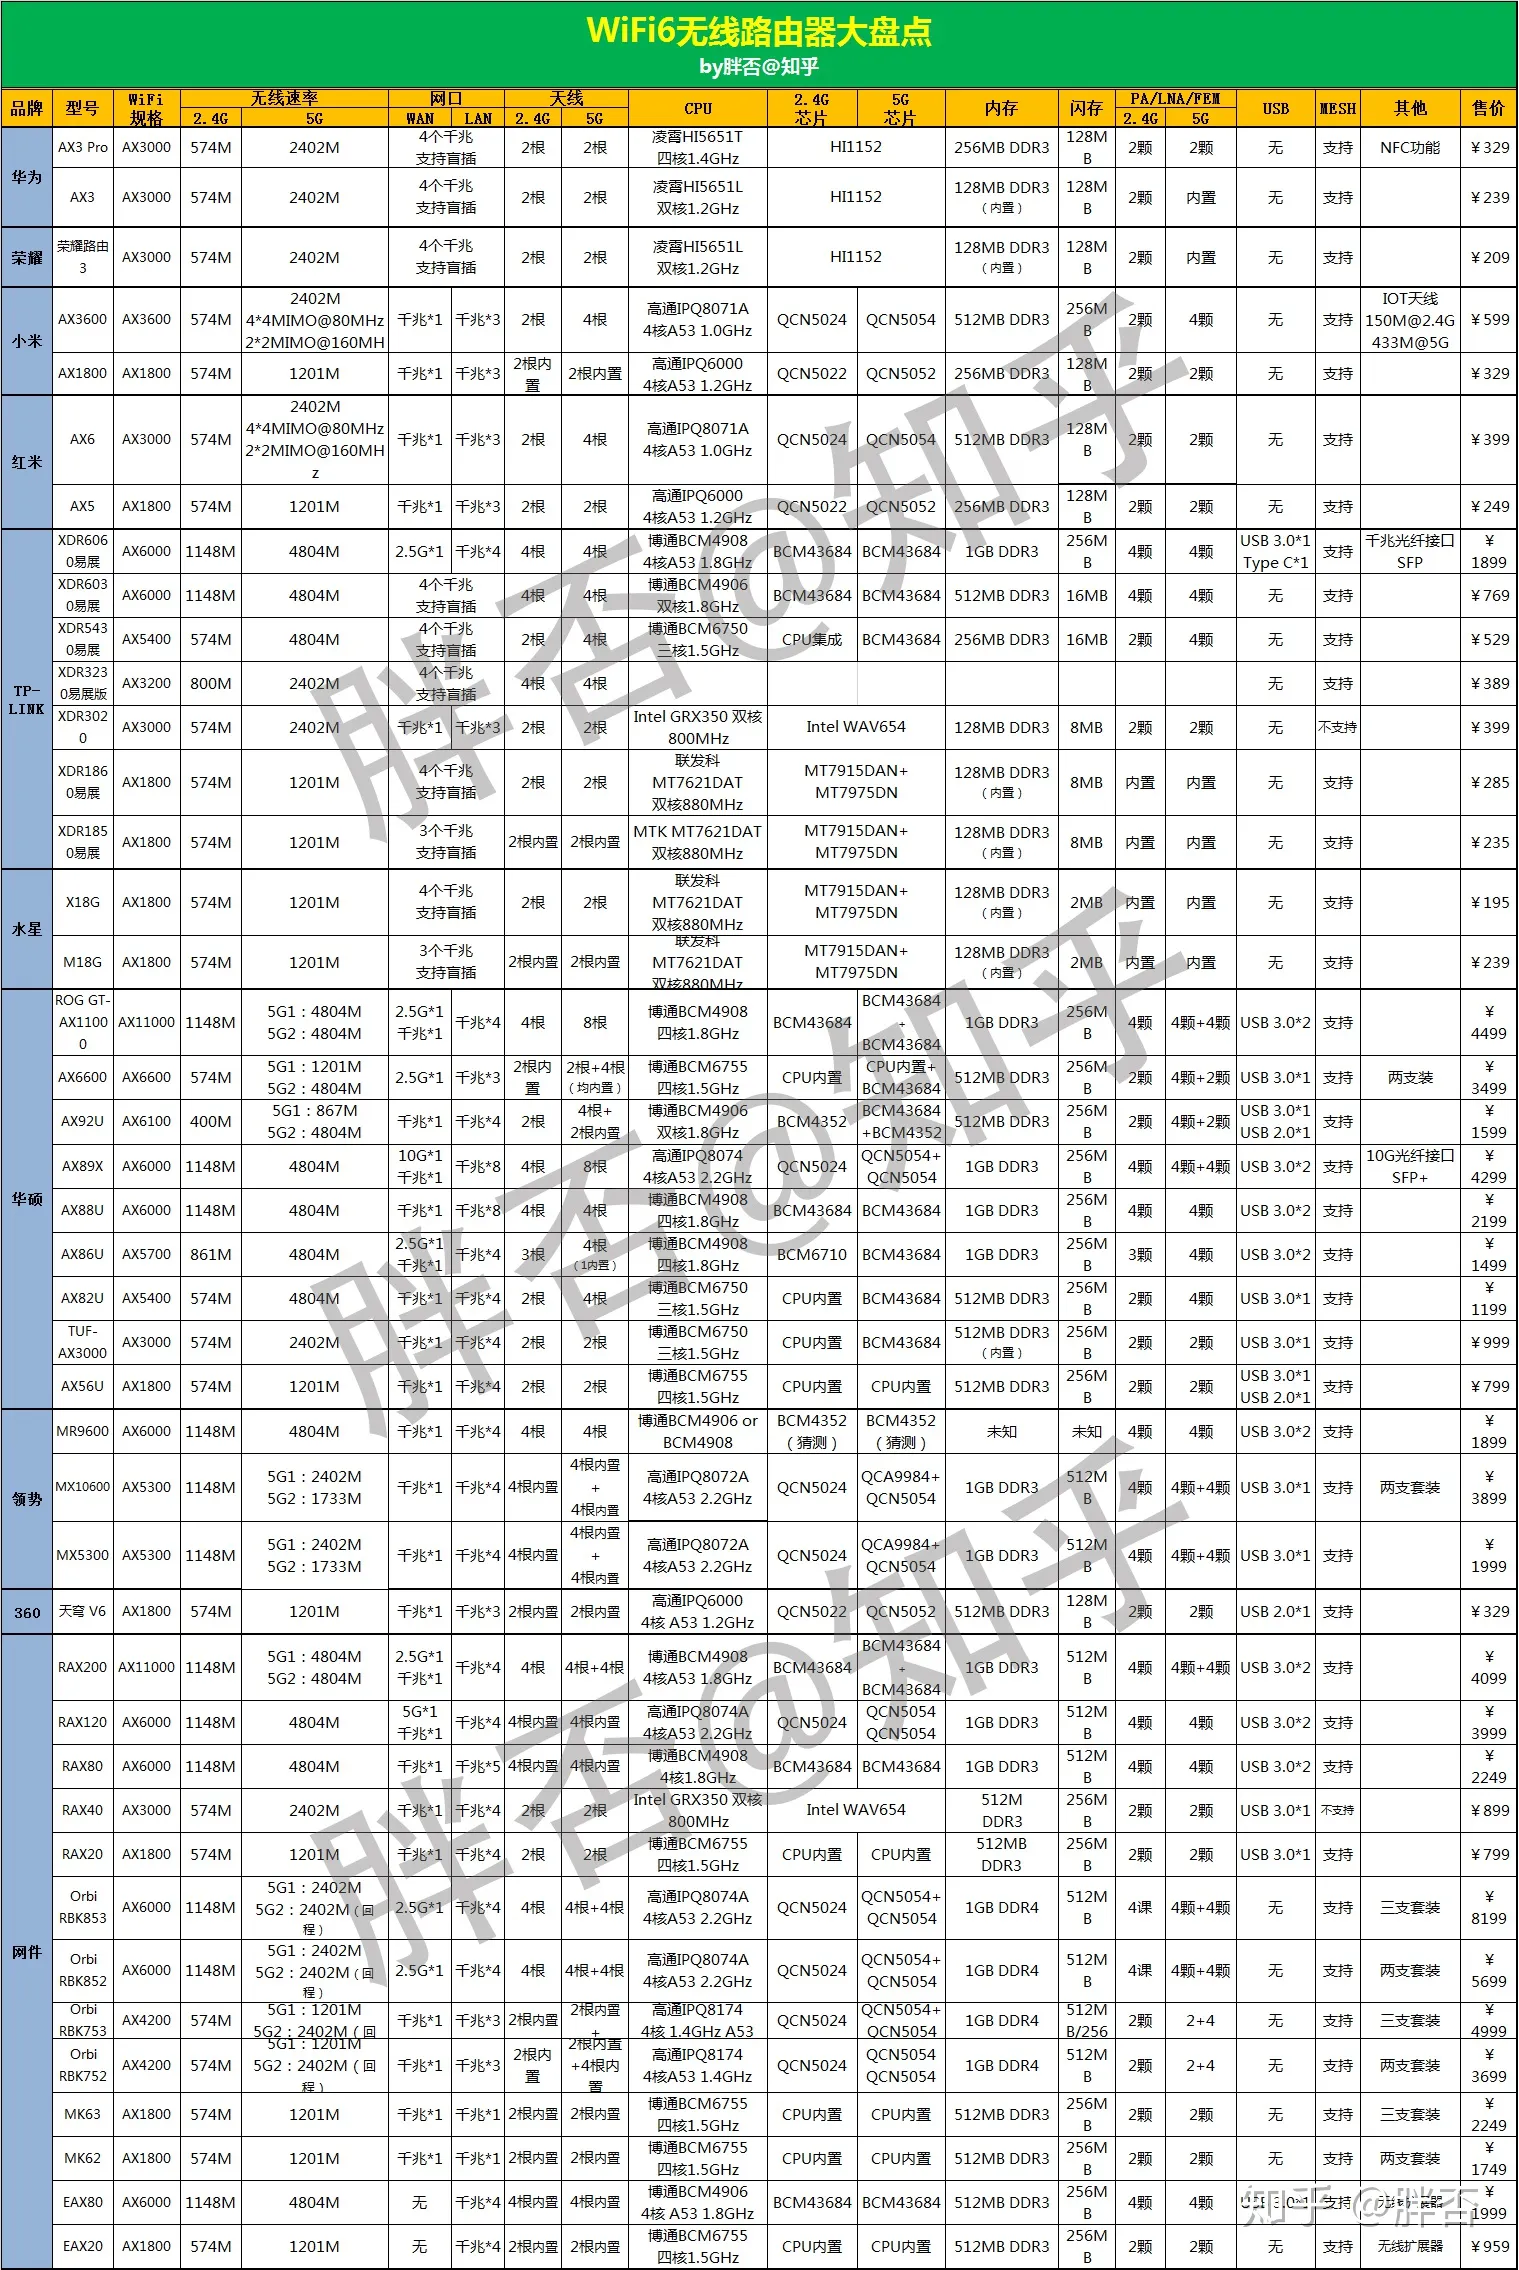 WiFi6无线路由器大盘点
by胖否@知乎
品牌 型号 WiFi规格 无线速率 网口 天线 CPU 2.4G芯片 5G芯片 内存 闪存 PA/LNA/FEM USB MESH 其他 售价
2.4G 5G WAN LAN 2.4G 5G 2.4G 5G
华为 AX3 Pro AX3000 574M 2402M 4个千兆 支持盲插 2根 2根 凌霄HI5651T 四核1.4GHz HI1152 256MB DDR3 128MB 2颗 2颗 无 支持 NFC功能 ￥329
AX3 AX3000 574M 2402M 4个千兆 支持盲插 2根 2根 凌霄HI5651L 双核1.2GHz HI1152 128MB DDR3（内置） 128MB 2颗 内置 无 支持 ￥239
荣耀 荣耀路由3 AX3000 574M 2402M 4个千兆 支持盲插 2根 2根 凌霄HI5651L 双核1.2GHz HI1152 128MB DDR3（内置） 128MB 2颗 内置 无 支持 ￥209
小米 AX3600 AX3600 574M 2402M 4*4MIMO@80MHz 2*2MIMO@160MH 千兆*1 千兆*3 2根 4根 高通IPQ8071A 4核A53 1.0GHz QCN5024 QCN5054 512MB DDR3 256MB 2颗 4颗 无 支持 IOT天线 150M@2.4G 433M@5G ￥599
AX1800 AX1800 574M 1201M 千兆*1 千兆*3 2根内置 2根内置 高通IPQ6000 4核A53 1.2GHz QCN5022 QCN5052 256MB DDR3 128MB 2颗 2颗 无 支持 ￥329
红米 AX6 AX3000 574M 2402M 4*4MIMO@80MHz 2*2MIMO@160MHz 千兆*1 千兆*3 2根 4根 高通IPQ8071A 4核A53 1.0GHz QCN5024 QCN5054 512MB DDR3 128MB 2颗 2颗 无 支持 ￥399
AX5 AX1800 574M 1201M 千兆*1 千兆*3 2根 2根 高通IPQ6000 4核A53 1.2GHz QCN5022 QCN5052 256MB DDR3 128MB 2颗 2颗 无 支持 ￥249
TP-LINK XDR6060易展 AX6000 1148M 4804M 2.5G*1 千兆*4 4根 4根 博通BCM4908 4核A53 1.8GHz BCM43684 BCM43684 1GB DDR3 256MB 4颗 4颗 USB 3.0*1 Type C*1 支持 千兆光纤接口SFP ￥1899
XDR6030易展 AX6000 1148M 4804M 4个千兆 支持盲插 4根 4根 博通BCM4906 双核1.8GHz BCM43684 BCM43684 512MB DDR3 16MB 4颗 4颗 无 支持 ￥769
XDR5430易展 AX5400 574M 4804M 4个千兆 支持盲插 2根 4根 博通BCM6750 三核1.5GHz CPU集成 BCM43684 256MB DDR3 16MB 2颗 4颗 无 支持 ￥529
XDR3230易展版 AX3200 800M 2402M 4个千兆 支持盲插 4根 4根 无 支持 ￥389
XDR3020 AX3000 574M 2402M 千兆*1 千兆*3 2根 2根 Intel GRX350 双核 800MHz Intel WAV654 128MB DDR3 8MB 2颗 2颗 无 不支持 ￥399
XDR1860易展 AX1800 574M 1201M 4个千兆 支持盲插 2根 2根 联发科 MT7621DAT 双核880MHz MT7915DAN+ MT7975DN 128MB DDR3（内置） 8MB 内置 内置 无 支持 ￥285
XDR1850易展 AX1800 574M 1201M 3个千兆 支持盲插 2根内置 2根内置 MTK MT7621DAT 双核880MHz MT7915DAN+ MT7975DN 128MB DDR3（内置） 8MB 内置 内置 无 支持 ￥235
水星 X18G AX1800 574M 1201M 4个千兆 支持盲插 2根 2根 联发科 MT7621DAT 双核880MHz MT7915DAN+ MT7975DN 128MB DDR3（内置） 2MB 内置 内置 无 支持 ￥195
M18G AX1800 574M 1201M 3个千兆 支持盲插 2根内置 2根内置 联发科 MT7621DAT 双核880MHz MT7915DAN+ MT7975DN 128MB DDR3（内置） 2MB 内置 内置 无 支持 ￥239
华硕 ROG GT-AX11000 AX11000 1148M 5G1：4804M 5G2：4804M 2.5G*1 千兆*1 千兆*4 4根 8根 博通BCM4908 四核1.8GHz BCM43684 BCM43684 + BCM43684 1GB DDR3 256MB 4颗 4颗+4颗 USB 3.0*2 支持 ￥4499
AX6600 AX6600 574M 5G1：1201M 5G2：4804M 2.5G*1 千兆*3 2根内置 2根+4根（均内置） 博通BCM6755 四核1.5GHz CPU内置 CPU内置+ BCM43684 512MB DDR3 256MB 2颗 4颗+2颗 USB 3.0*1 支持 两支装 ￥3499
AX92U AX6100 400M 5G1：867M 5G2：4804M 千兆*1 千兆*4 2根 4根+ 2根内置 博通BCM4906 双核1.8GHz BCM4352 BCM43684 +BCM4352 512MB DDR3 256MB 2颗 4颗+2颗 USB 3.0*1 USB 2.0*1 支持 ￥1599
AX89X AX6000 1148M 4804M 10G*1 千兆*1 千兆*8 4根 8根 高通IPQ8074 4核A53 2.2GHz QCN5024 QCN5054+ QCN5054 1GB DDR3 256MB 4颗 4颗+4颗 USB 3.0*2 支持 10G光纤接口SFP+ ￥4299
AX88U AX6000 1148M 4804M 千兆*1 千兆*8 4根 4根 博通BCM4908 四核1.8GHz BCM43684 BCM43684 1GB DDR3 256MB 4颗 4颗 USB 3.0*2 支持 ￥2199
AX86U AX5700 861M 4804M 2.5G*1 千兆*1 千兆*4 3根 4根（1内置） 博通BCM4908 四核1.8GHz BCM6710 BCM43684 1GB DDR3 256MB 3颗 4颗 USB 3.0*2 支持 ￥1499
AX82U AX5400 574M 4804M 千兆*1 千兆*4 2根 4根 博通BCM6750 三核1.5GHz CPU内置 BCM43684 512MB DDR3 256MB 2颗 4颗 USB 3.0*1 支持 ￥1199
TUF-AX3000 AX3000 574M 2402M 千兆*1 千兆*4 2根 2根 博通BCM6750 三核1.5GHz CPU内置 BCM43684 512MB DDR3（内置） 256MB 2颗 2颗 USB 3.0*1 支持 ￥999
AX56U AX1800 574M 1201M 千兆*1 千兆*4 2根 2根 博通BCM6755 四核1.5GHz CPU内置 CPU内置 512MB DDR3 256MB 2颗 2颗 USB 3.0*1 USB 2.0*1 支持 ￥799
领势 MR9600 AX6000 1148M 4804M 千兆*1 千兆*4 4根 4根 博通BCM4906 or BCM4908 BCM4352（猜测） BCM4352（猜测） 未知 未知 4颗 4颗 USB 3.0*2 支持 ￥1899
MX10600 AX5300 1148M 5G1：2402M 5G2：1733M 千兆*1 千兆*4 4根内置 4根内置 + 4根内置 高通IPQ8072A 4核A53 2.2GHz QCN5024 QCA9984+ QCN5054 1GB DDR3 512MB 4颗 4颗+4颗 USB 3.0*1 支持 两支套装 ￥3899
MX5300 AX5300 1148M 5G1：2402M 5G2：1733M 千兆*1 千兆*4 4根内置 4根内置 + 4根内置 高通IPQ8072A 4核A53 2.2GHz QCN5024 QCA9984+ QCN5054 1GB DDR3 512MB 4颗 4颗+4颗 USB 3.0*1 支持 ￥1999
360 天穹 V6 AX1800 574M 1201M 千兆*1 千兆*3 2根内置 2根内置 高通IPQ6000 4核 A53 1.2GHz QCN5022 QCN5052 512MB DDR3 128MB 2颗 2颗 USB 2.0*1 支持 ￥329
网件 RAX200 AX11000 1148M 5G1：4804M 5G2：4804M 2.5G*1 千兆*1 千兆*4 4根 4根+4根 博通BCM4908 4核A53 1.8GHz BCM43684 BCM43684 + BCM43684 1GB DDR3 512MB 4颗 4颗+4颗 USB 3.0*2 支持 ￥4099
RAX120 AX6000 1148M 4804M 5G*1 千兆*1 千兆*4 4根内置 4根内置 高通IPQ8074A 4核A53 2.2GHz QCN5024 QCN5054 QCN5054 1GB DDR3 512MB 4颗 4颗 USB 3.0*2 支持 ￥3999
RAX80 AX6000 1148M 4804M 千兆*1 千兆*5 4根内置 4根内置 博通BCM4908 4核1.8GHz BCM43684 BCM43684 1GB DDR3 512MB 4颗 4颗 USB 3.0*2 支持 ￥2249
RAX40 AX3000 574M 2402M 千兆*1 千兆*4 2根 2根 Intel GRX350 双核 800MHz Intel WAV654 512M DDR3 256MB 2颗 2颗 USB 3.0*1 不支持 ￥899
RAX20 AX1800 574M 1201M 千兆*1 千兆*4 2根 2根 博通BCM6755 四核1.5GHz CPU内置 CPU内置 512MB DDR3 256MB 2颗 2颗 USB 3.0*1 支持 ￥799
Orbi RBK853 AX6000 1148M 5G1：2402M 5G2：2402M（回程） 2.5G*1 千兆*4 4根 4根+4根 高通IPQ8074A 4核A53 2.2GHz QCN5024 QCN5054+ QCN5054 1GB DDR4 512MB 4课 4颗+4颗 无 支持 三支套装 ￥8199
Orbi RBK852 AX6000 1148M 5G1：2402M 5G2：2402M（回程） 2.5G*1 千兆*4 4根 4根+4根 高通IPQ8074A 4核A53 2.2GHz QCN5024 QCN5054+ QCN5054 1GB DDR4 512MB 4课 4颗+4颗 无 支持 两支套装 ￥5699
Orbi RBK753 AX4200 574M 5G1：1201M 5G2：2402M（回 千兆*1 千兆*3 2根内置 2根内置 + 高通IPQ8174 4核 1.4GHz A53 QCN5024 QCN5054+ QCN5054 1GB DDR4 512MB/256 2颗 2+4 无 支持 三支套装 ￥4999
Orbi RBK752 AX4200 574M 5G1：1201M 5G2：2402M（回程） 千兆*1 千兆*3 2根内置 2根内置 +4根内置 高通IPQ8174 4核A53 1.4GHz QCN5024 QCN5054 QCN5054 1GB DDR4 512MB 2颗 2+4 无 支持 两支套装 ￥3699
MK63 AX1800 574M 1201M 千兆*1 千兆*1 2根内置 2根内置 博通BCM6755 四核1.5GHz CPU内置 CPU内置 512MB DDR3 256MB 2颗 2颗 无 支持 三支套装 ￥2249
MK62 AX1800 574M 1201M 千兆*1 千兆*1 2根内置 2根内置 博通BCM6755 四核1.5GHz CPU内置 CPU内置 512MB DDR3 256MB 2颗 2颗 无 支持 两支套装 ￥1749
EAX80 AX6000 1148M 4804M 无 千兆*4 4根内置 4根内置 博通BCM4906 4核 A53 1.8GHz BCM43684 BCM43684 512MB DDR3 256MB 4颗 4颗 USB 3.0*1 支持 无线扩展器 ￥1999
EAX20 AX1800 574M 1201M 无 千兆*4 2根内置 2根内置 博通BCM6755 四核1.5GHz CPU内置 CPU内置 512MB DDR3 256MB 2颗 2颗 无 支持 无线扩展器 ￥959
胖否@知乎
胖否@知乎
胖否@知乎
知乎 @胖否